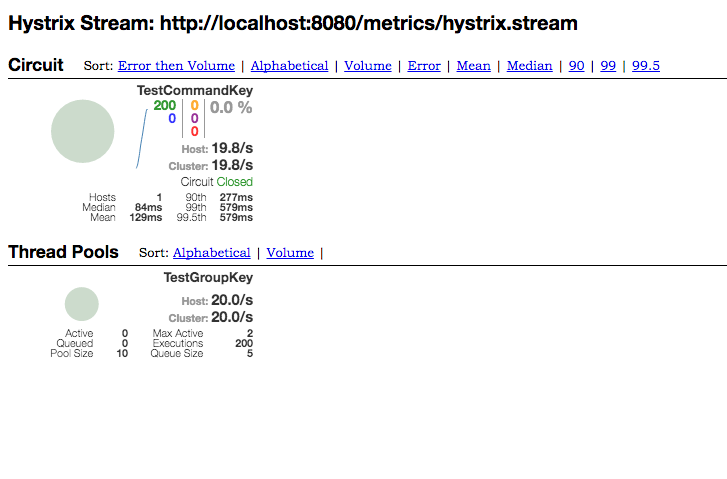 Hystrix Stream: http://localhost:8080/metrics/hystrix.stream
Circuit Sort: Error then Volume | Alphabetical | Volume | Error | Mean | Median | 90 | 99 | 99.5
TestCommandKey
200 0 0.0 %
0 0
0
Host: 19.8/s
Cluster: 19.8/s
Circuit Closed
Hosts 1 90th 277ms
Median 84ms 99th 579ms
Mean 129ms 99.5th 579ms
Thread Pools Sort: Alphabetical | Volume |
TestGroupKey
Host: 20.0/s
Cluster: 20.0/s
Active 0 Max Active 2
Queued 0 Executions 200
Pool Size 10 Queue Size 5